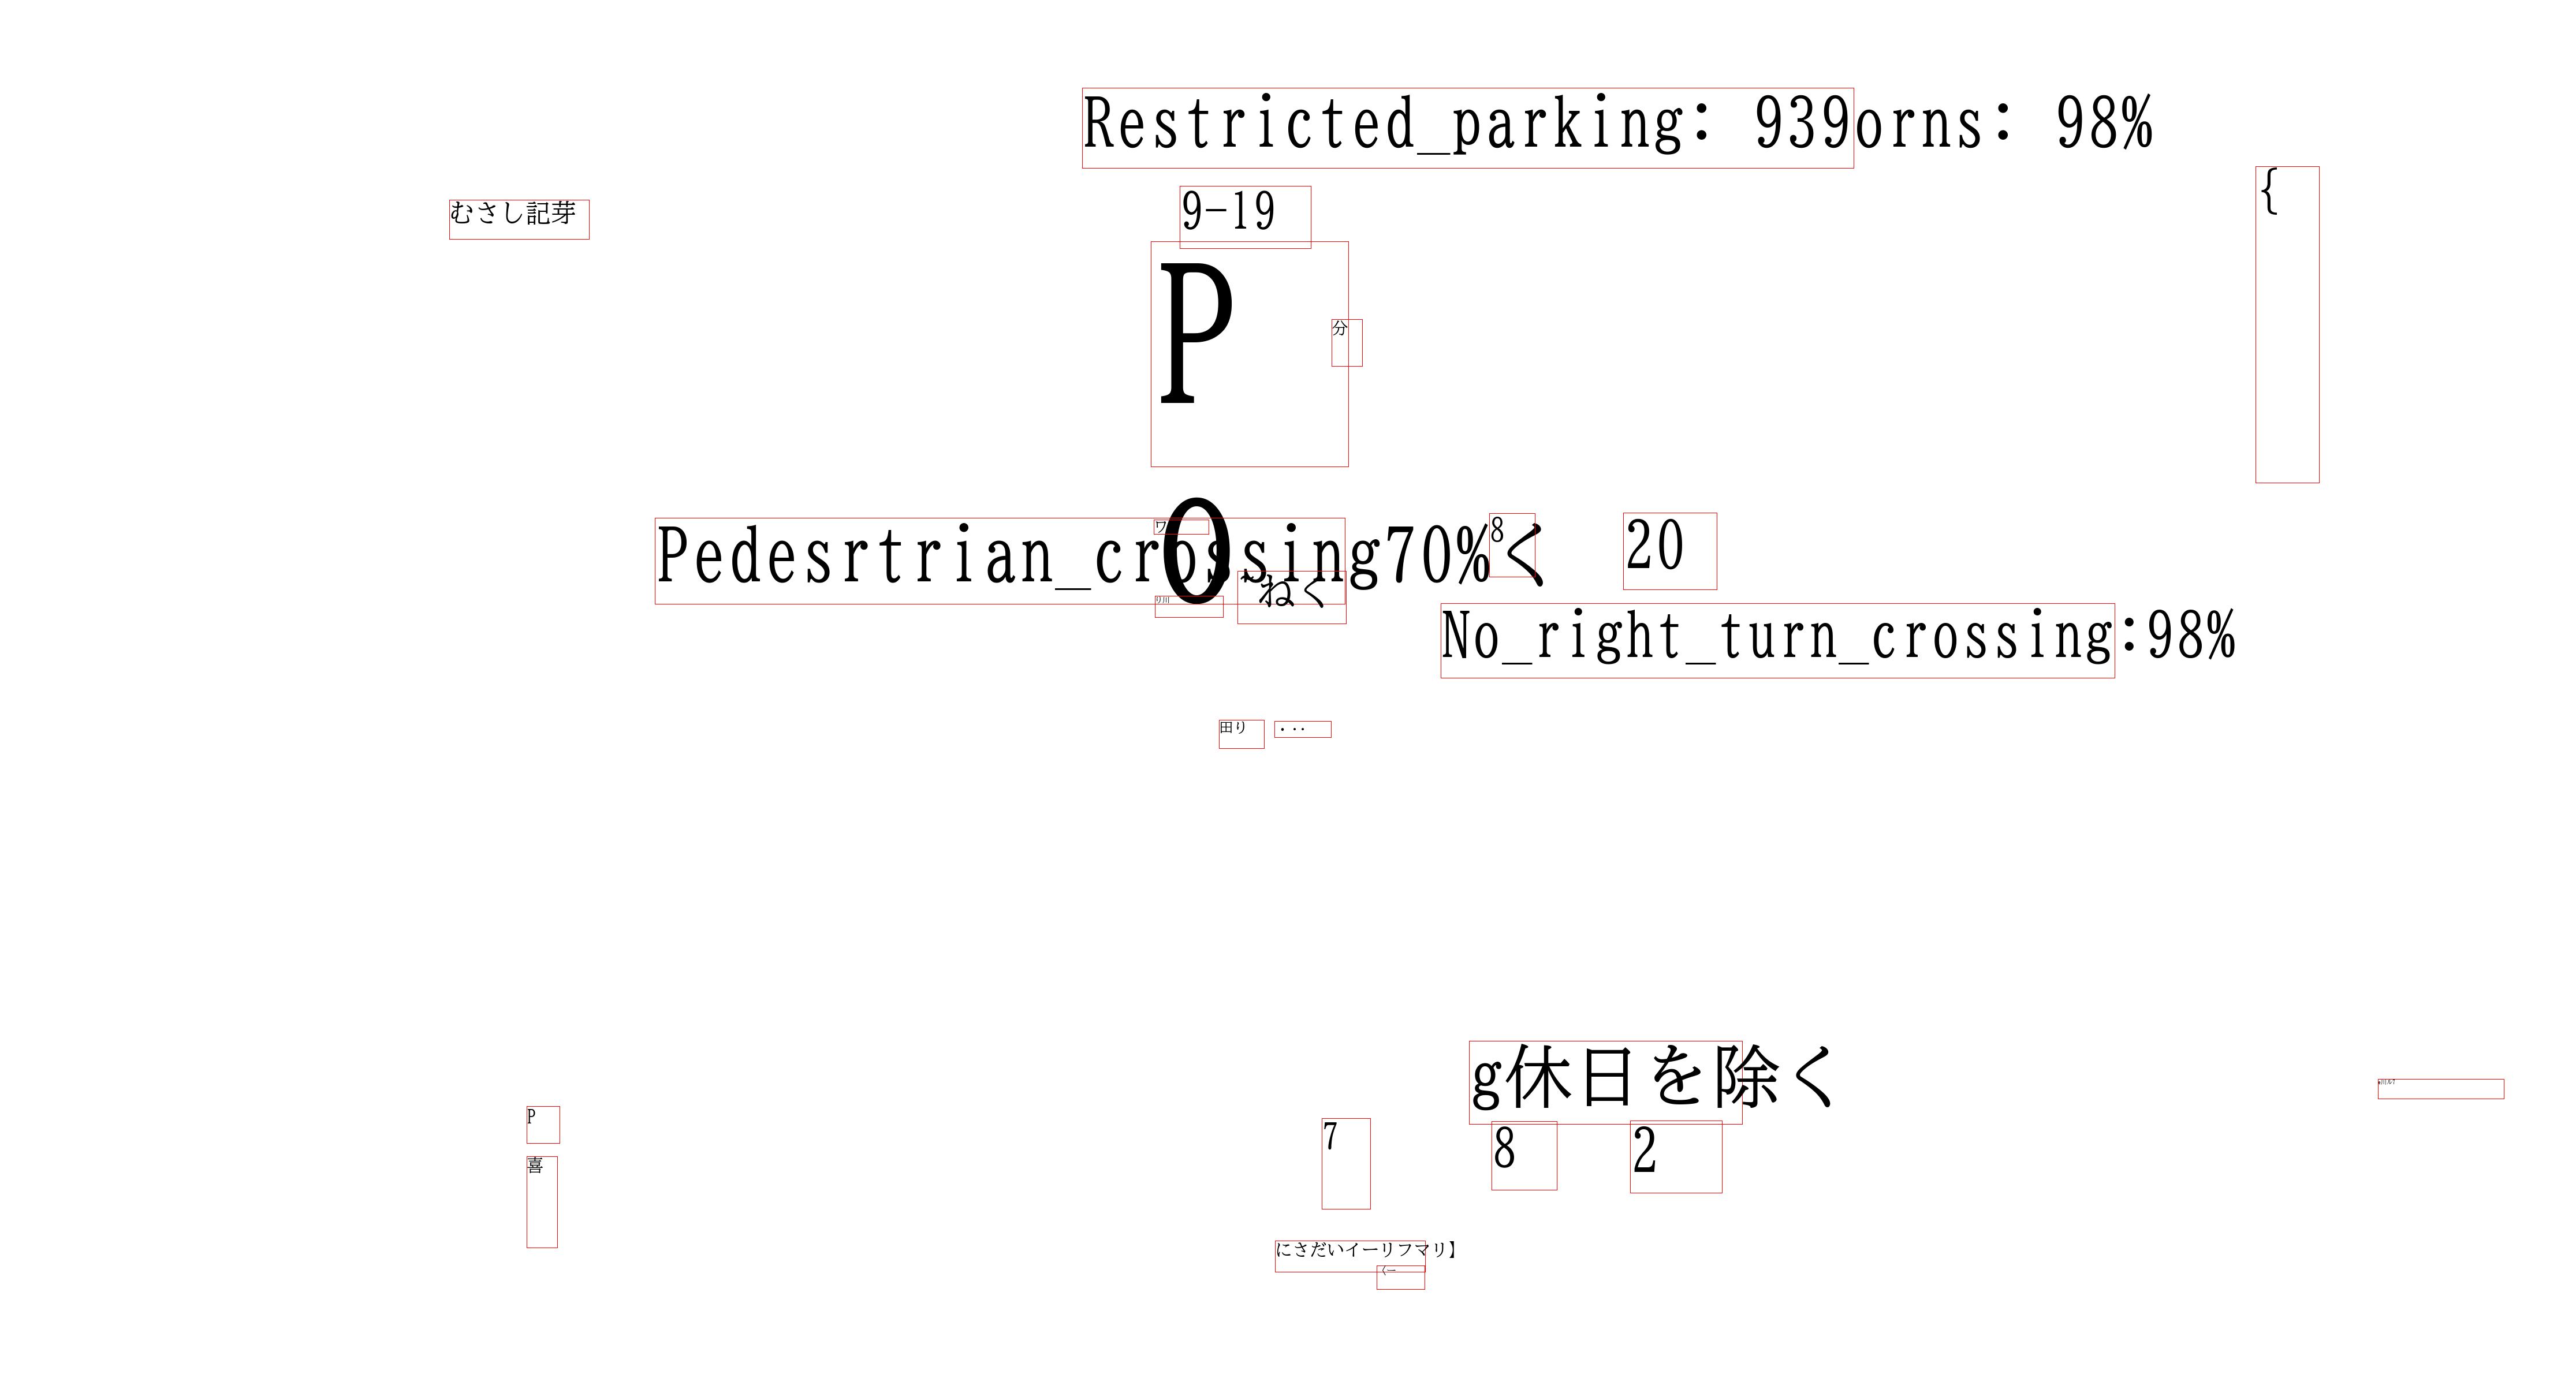 Restricted_parking: 939orns: 98%
{
9-19
むさし記芽
P
分
Pedesrtrian_crossing70%く
O
ワ
8
20
ねく
No_right_turn_crossing:98%
田り
...
g休日を除く
P
7
8
2
喜
にさだいイーリフマリ】